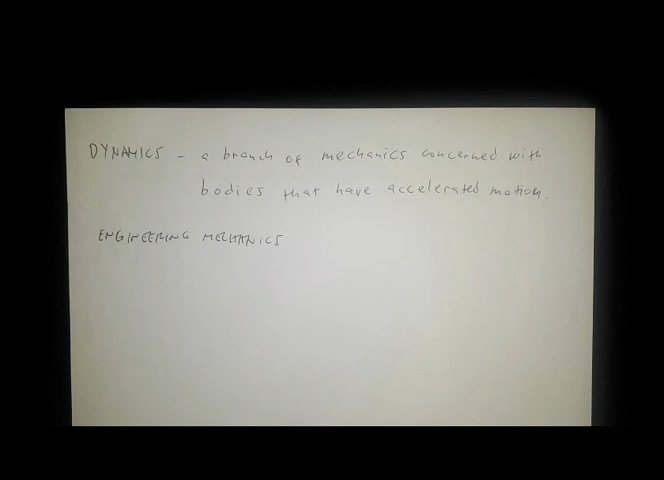 DYNAMICS - a branch of mechanics concerned with
bodies that have accelerated motion.
ENGINEERING MECHANICS